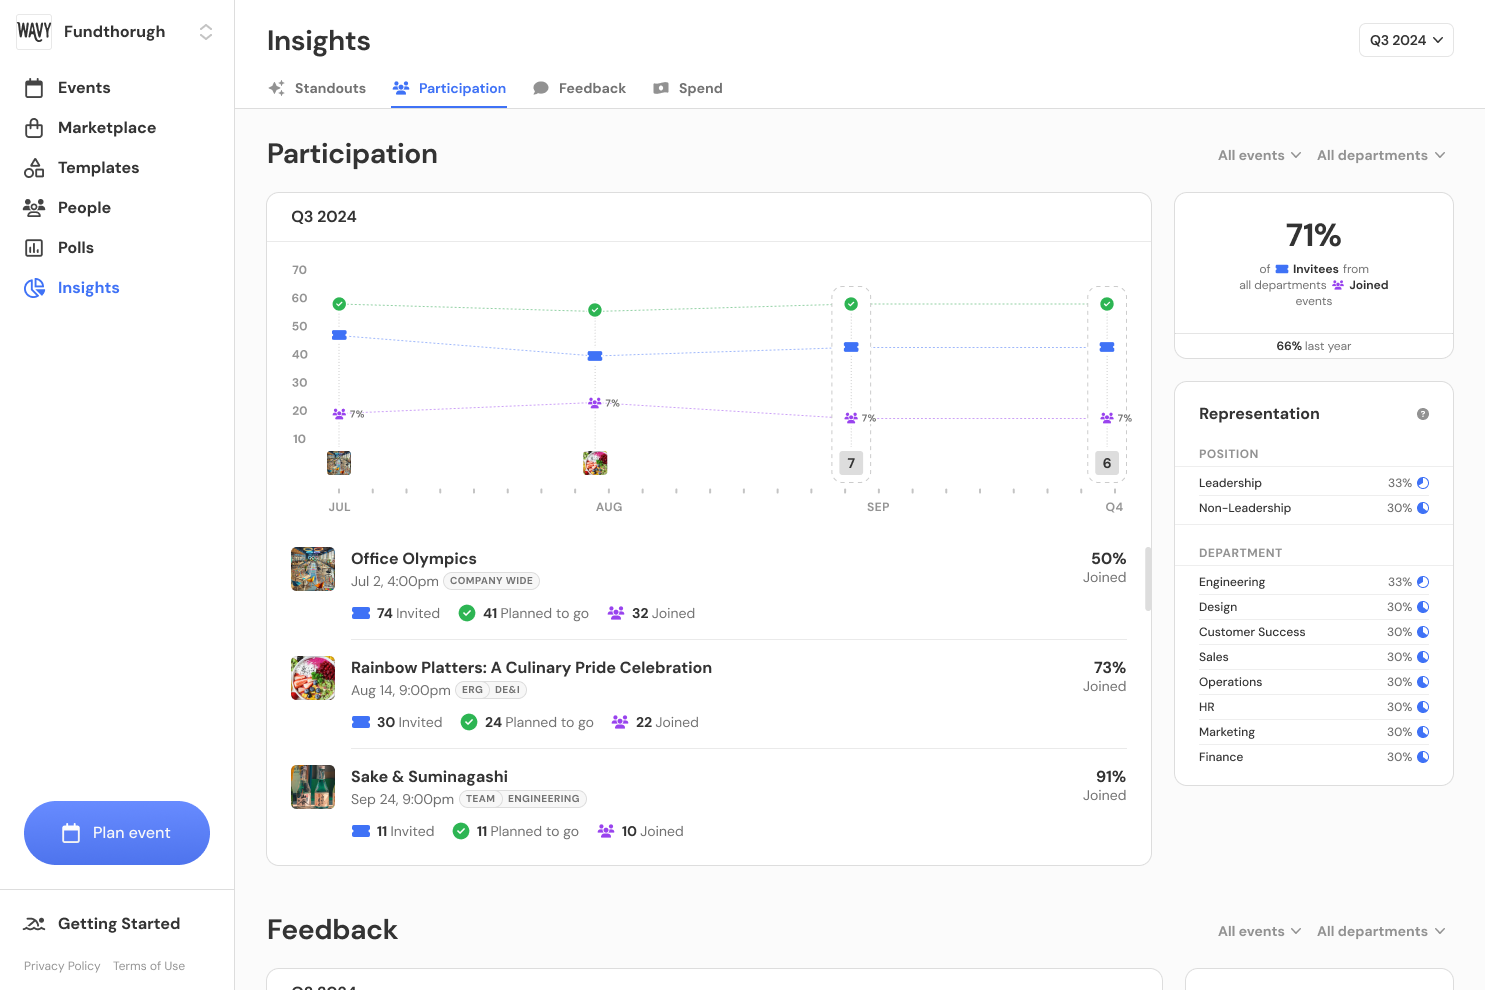 WAVY
Fundthorugh
Events
Marketplace
Templates
People
Polls
Insights
Plan event
Getting Started
Privacy Policy Terms of Use
Insights
Q3 2024
Standouts Participation Feedback Spend
Participation
All events All departments
Q3 2024
70
60
50
40
30
20
10
7%
7%
7%
7%
7
6
JUL AUG SEP Q4
Office Olympics
Jul 2, 4:00pm COMPANY WIDE
74 Invited 41 Planned to go 32 Joined
50%
Joined
Rainbow Platters: A Culinary Pride Celebration
Aug 14, 9:00pm ERG DE&I
30 Invited 24 Planned to go 22 Joined
73%
Joined
Sake & Suminagashi
Sep 24, 9:00pm TEAM ENGINEERING
11 Invited 11 Planned to go 10 Joined
91%
Joined
71%
of Invitees from
all departments Joined
events
66% last year
Representation
?
POSITION
Leadership 33%
Non-Leadership 30%
DEPARTMENT
Engineering 33%
Design 30%
Customer Success 30%
Sales 30%
Operations 30%
HR 30%
Marketing 30%
Finance 30%
Feedback
All events All departments